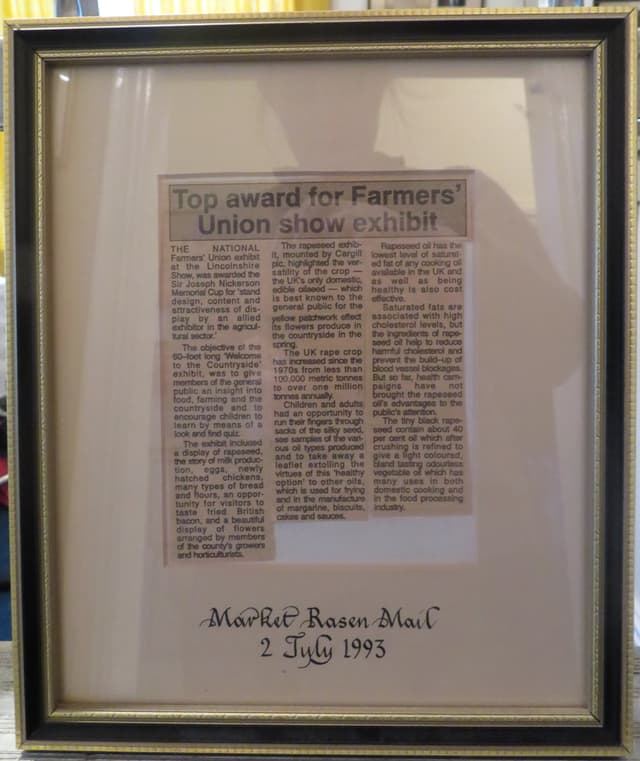 Top award for Farmers'
Union show exhibit
THE NATIONAL
Farmers' Union exhibit
at the Lincolnshire
Show, was awarded the
Sir Joseph Nickerson
Memorial Cup for 'stand
design, content and
attractiveness of dis-
play by an allied
exhibitor in the agricul-
tural sector.'
The objective of the
60-foot long 'Welcome
to the Countryside'
exhibit, was to give
members of the general
public an insight into
food, farming and the
countryside and to
encourage children to
learn by means of a
look and find quiz.
The exhibit included
a display of rapeseed,
the story of milk produc-
tion, eggs, newly
hatched chickens,
many types of bread
and flours, an oppor-
tunity for visitors to
taste fried British
bacon, and a beautiful
display of flowers
arranged by members
of the county's growers
and horticulturists.
The rapeseed exhib-
it, mounted by Cargill
plc, highlighted the ver-
satility of the crop —
the UK's only domestic,
edible oilseed — which
is best known to the
general public for the
yellow patchwork effect
its flowers produce in
the countryside in the
spring.
The UK rape crop
has increased since the
1970s from less than
100,000 metric tonnes
to over one million
tonnes annually.
Children and adults
had an opportunity to
run their fingers through
sacks of the silky seed,
see samples of the vari-
ous oil types produced
and to take away a
leaflet extolling the
virtues of this 'healthy
option' to other oils,
which is used for frying
and in the manufacture
of margarine, biscuits,
cakes and sauces.
Rapeseed oil has the
lowest level of saturat-
ed fat of any cooking oil
available in the UK and
as well as being
healthy is also cost
effective.
Saturated fats are
associated with high
cholesterol levels, but
the ingredients of rape-
seed oil help to reduce
harmful cholesterol and
prevent the build-up of
blood vessel blockages.
But so far, health cam-
paigns have not
brought the rapeseed
oil's advantages to the
public's attention.
The tiny black rape-
seed contain about 40
per cent oil which after
crushing is refined to
give a light coloured,
bland tasting odourless
vegetable oil which has
many uses in both
domestic cooking and
in the food processing
industry.
Market Rasen Mail
2 July 1993